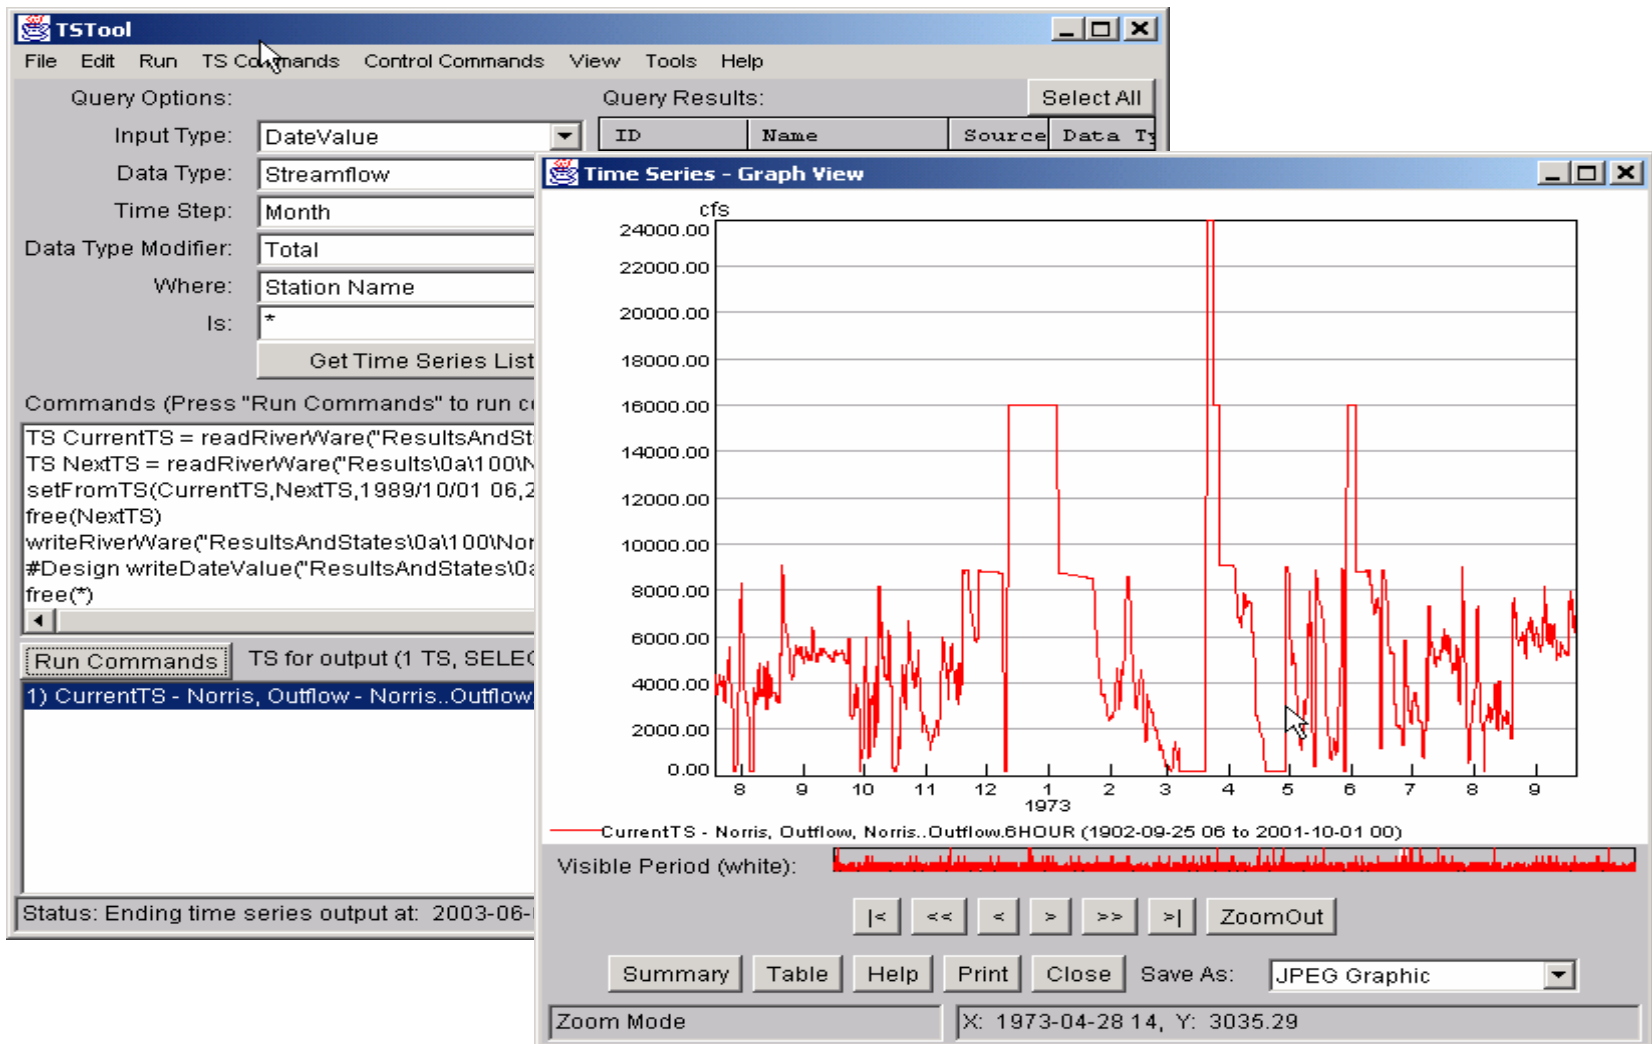 TSTool
File Edit Run TS Commands Control Commands View Tools Help
Query Options:
Query Results:
Select All
Input Type: DateValue
ID Name Source Data
Data Type: Streamflow
Time Step: Month
Data Type Modifier: Total
Where: Station Name
Is: *
Get Time Series List
Commands (Press "Run Commands" to run
TS CurrentTS = readRiverWare("ResultsAndSt
TS NextTS = readRiverWare("Results\0a\100\N
setFromTS(CurrentTS,NextTS,1989/10/01 06,2
free(NextTS)
writeRiverWare("ResultsAndStates\0a\100\Nor
#Design writeDateValue("ResultsAndStates\0a
free(*)
Run Commands TS for output (1 TS, SELEC
1) CurrentTS - Norris, Outflow - Norris..Outflow
Status: Ending time series output at: 2003-06-
Time Series - Graph View
cfs
24000.00
22000.00
20000.00
18000.00
16000.00
14000.00
12000.00
10000.00
8000.00
6000.00
4000.00
2000.00
0.00
8 9 10 11 12 1 2 3 4 5 6 7 8 9
1973
CurrentTS - Norris, Outflow, Norris..Outflow.6HOUR (1902-09-25 06 to 2001-10-01 00)
Visible Period (white):
|< << < > >> >| ZoomOut
Summary Table Help Print Close Save As: JPEG Graphic
Zoom Mode
X: 1973-04-28 14, Y: 3035.29